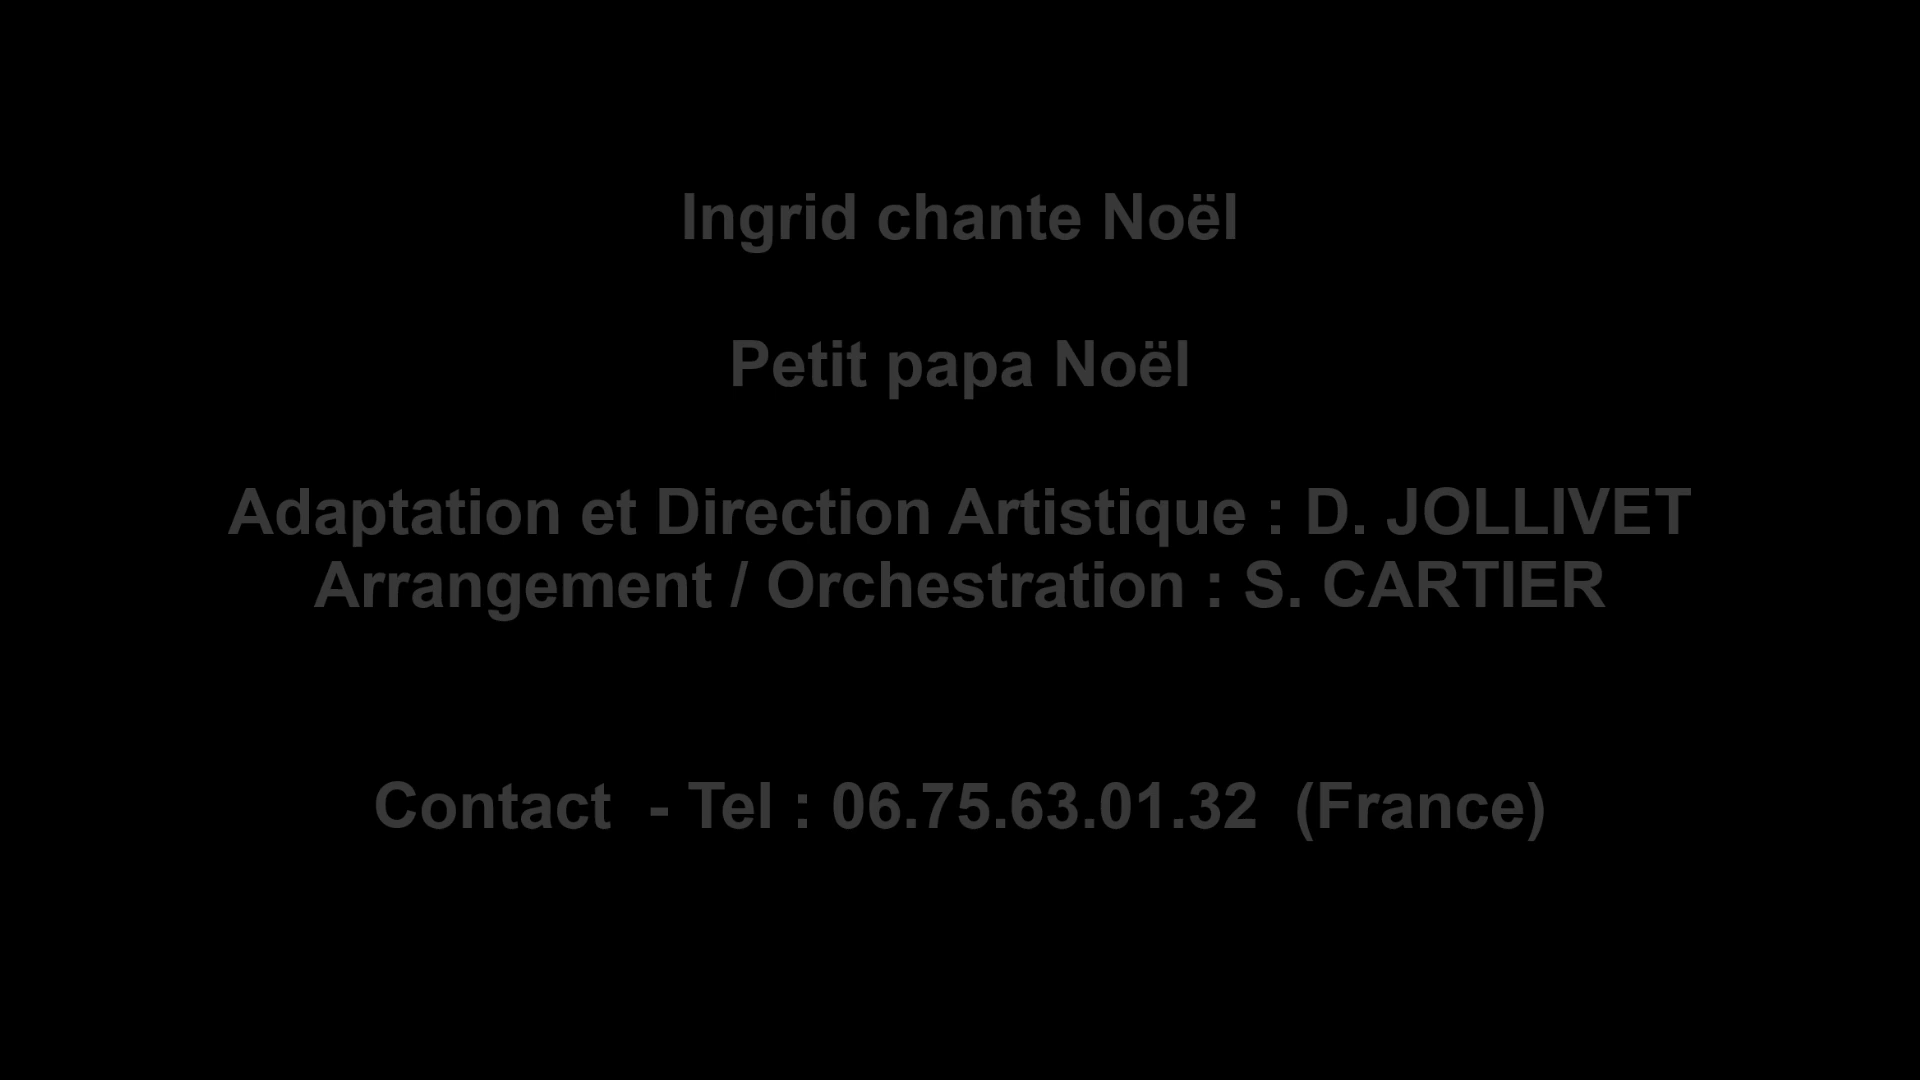 Ingrid chante Noël
Petit papa Noël
Adaptation et Direction Artistique : D. JOLLIVET
Arrangement / Orchestration : S. CARTIER
Contact  - Tel : 06.75.63.01.32  (France)